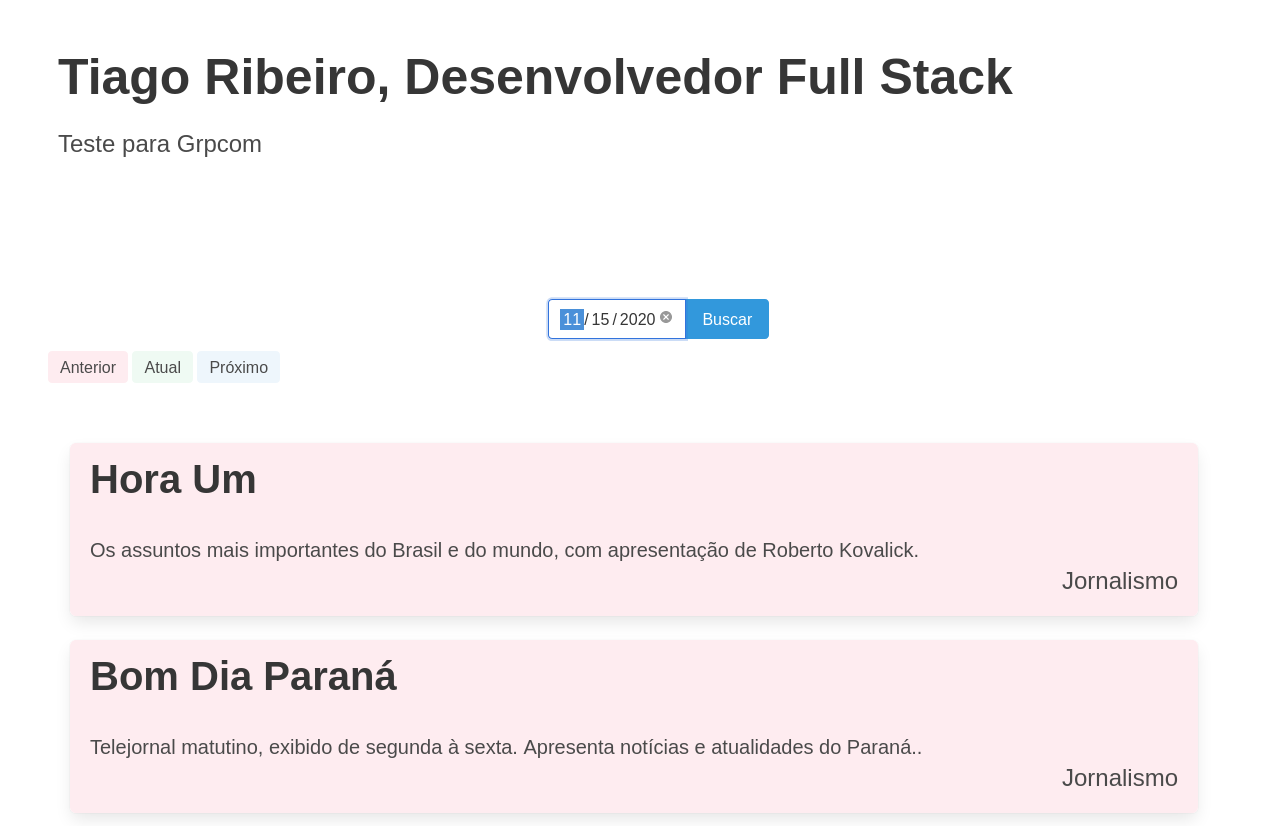 Tiago Ribeiro, Desenvolvedor Full Stack
Teste para Grpcom
11/15/2020 Buscar
Anterior Atual Próximo
Hora Um
Os assuntos mais importantes do Brasil e do mundo, com apresentação de Roberto Kovalick.
Jornalismo
Bom Dia Paraná
Telejornal matutino, exibido de segunda à sexta. Apresenta notícias e atualidades do Paraná..
Jornalismo